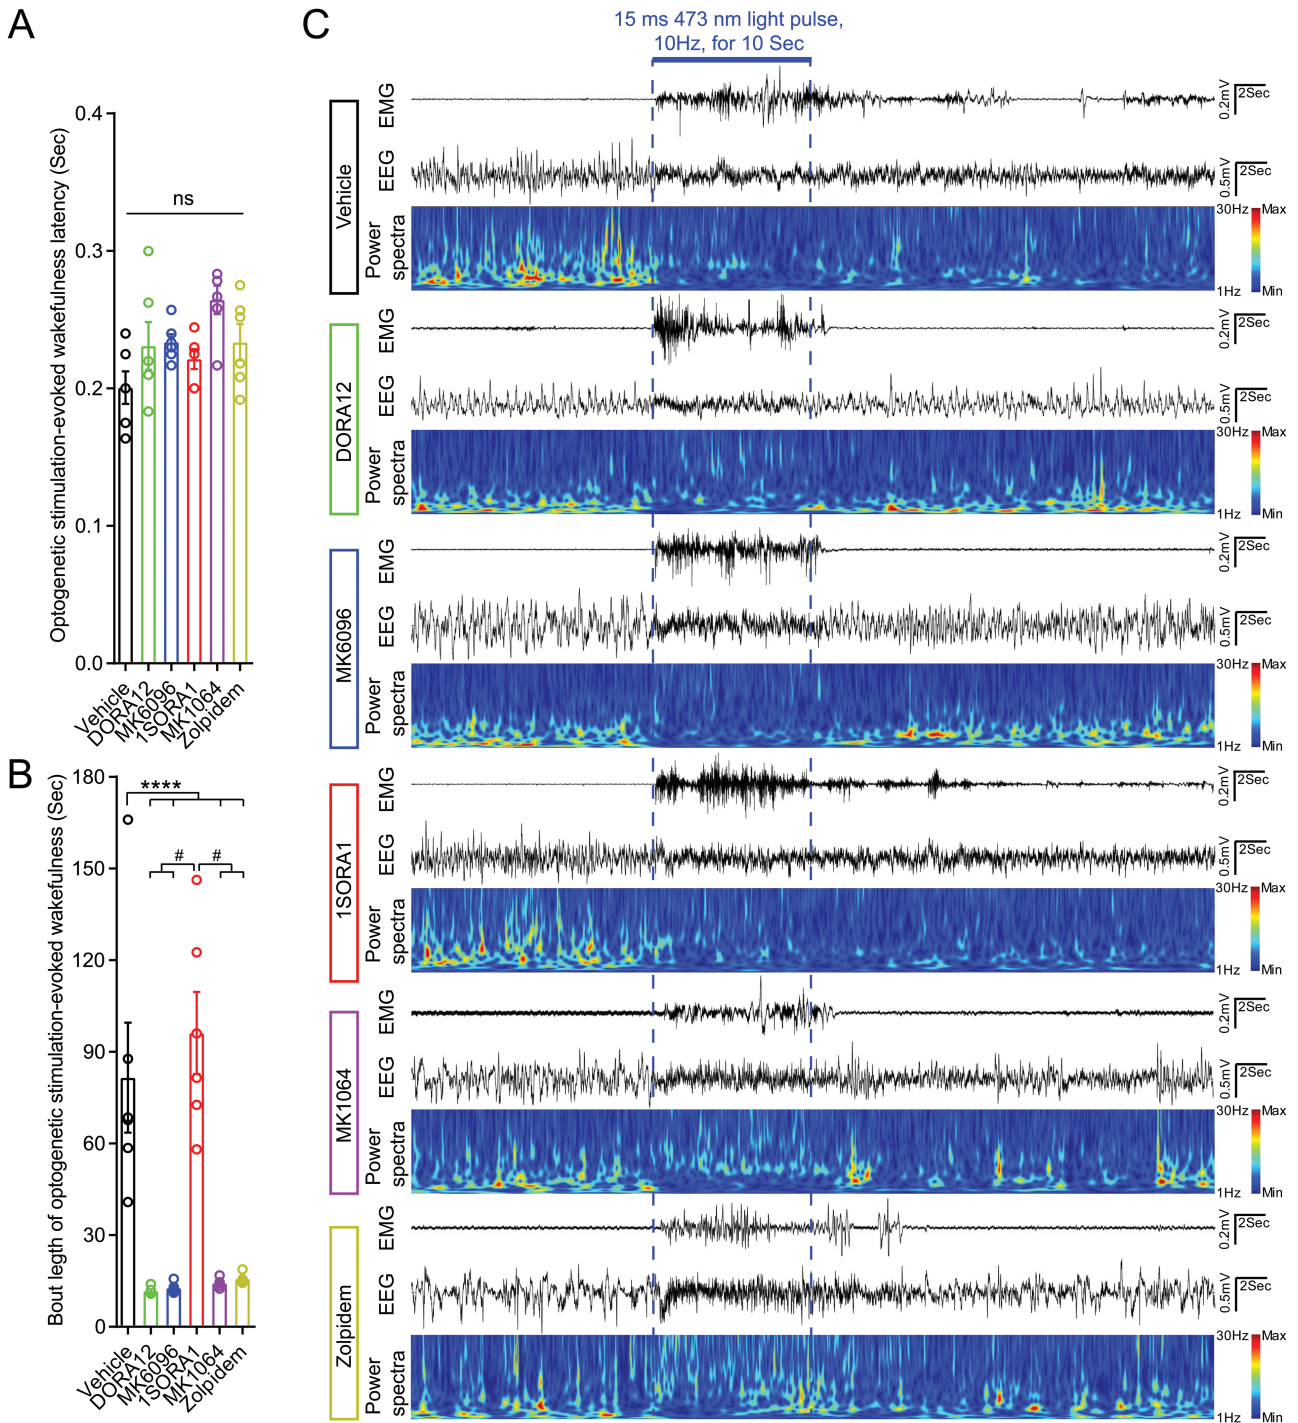 A
Optogenetic stimulation-evoked wakefulness latency (Sec)
0.4
0.3
0.2
0.1
0.0
ns
Vehicle
DORA12
MK6096
1SORA1
MK1064
Zolpidem
B
Bout legth of optogenetic stimulation-evoked wakefulness (Sec)
180
150
120
90
60
30
0
****
# #
Vehicle
DORA12
MK6096
1SORA1
MK1064
Zolpidem
C
15 ms 473 nm light pulse,
10Hz, for 10 Sec
Vehicle
EMG
0.2mV
2Sec
EEG
0.5mV
2Sec
Power
spectra
30Hz Max
1Hz Min
DORA12
EMG
0.2mV
2Sec
EEG
0.5mV
2Sec
Power
spectra
30Hz Max
1Hz Min
MK6096
EMG
0.2mV
2Sec
EEG
0.5mV
2Sec
Power
spectra
30Hz Max
1Hz Min
1SORA1
EMG
0.2mV
2Sec
EEG
0.5mV
2Sec
Power
spectra
30Hz Max
1Hz Min
MK1064
EMG
0.2mV
2Sec
EEG
0.5mV
2Sec
Power
spectra
30Hz Max
1Hz Min
Zolpidem
EMG
0.2mV
2Sec
EEG
0.5mV
2Sec
Power
spectra
30Hz Max
1Hz Min